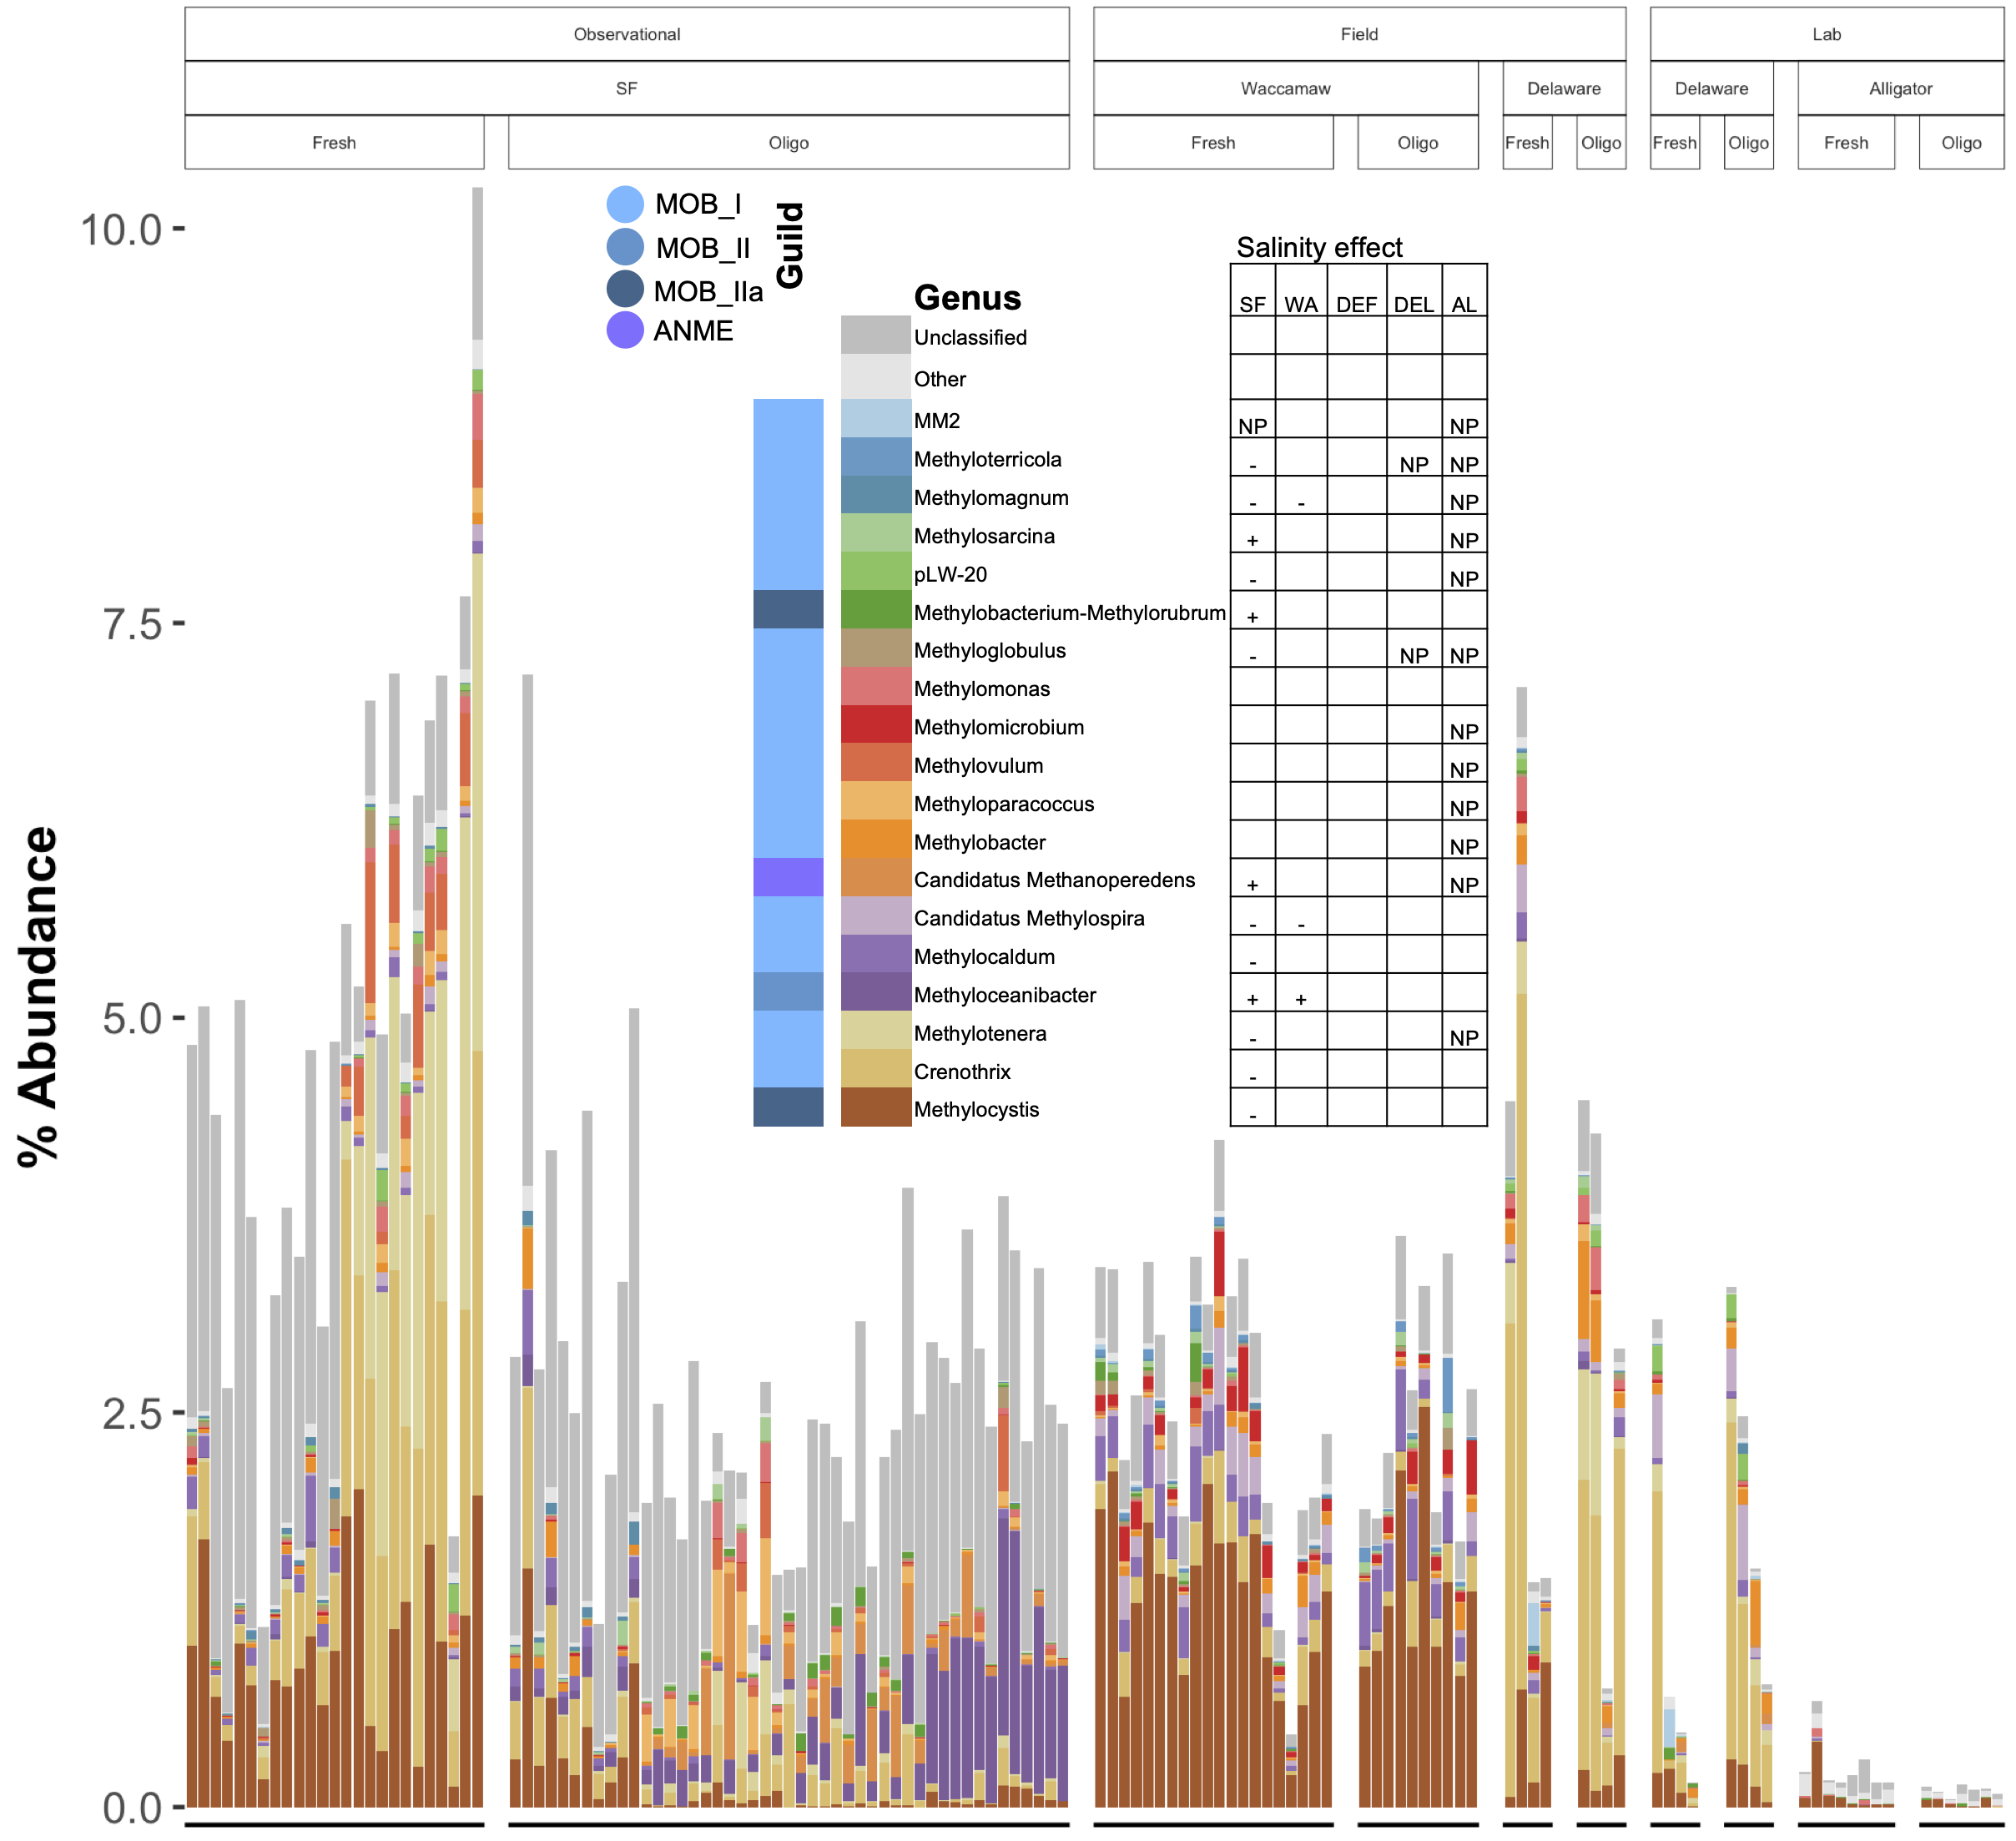 Observational Field Lab
SF Waccamaw Delaware Delaware Alligator
Fresh Oligo Fresh Oligo Fresh Oligo Fresh Oligo Fresh Oligo
% Abundance
10.0
7.5
5.0
2.5
0.0
MOB_I
MOB_II
MOB_IIa
ANME
Guild
Genus
Salinity effect
SF WA DEF DEL AL
Unclassified
Other
MM2 NP NP
Methyloterricola - NP NP
Methylomagnum - - NP
Methylosarcina + NP
pLW-20 - NP
Methylobacterium-Methylorubrum +
Methyloglobulus - NP NP
Methylomonas
Methylomicrobium NP
Methylovulum NP
Methyloparacoccus NP
Methylobacter NP
Candidatus Methanoperedens + NP
Candidatus Methylospira - -
Methylocaldum -
Methyloceanibacter + +
Methylotenera - NP
Crenothrix -
Methylocystis -